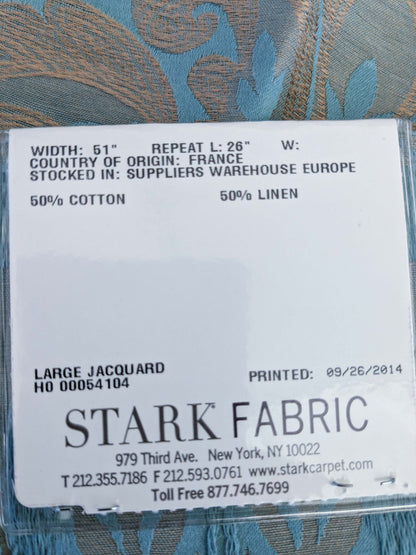 WIDTH: 51" REPEAT L: 26" W:
COUNTRY OF ORIGIN: FRANCE
STOCKED IN: SUPPLIERS WAREHOUSE EUROPE
50% COTTON 50% LINEN
LARGE JACQUARD
HO 00054104 PRINTED: 09/26/2014
STARK FABRIC
979 Third Ave. New York, NY 10022
T 212.355.7186 F 212.593.0761 www.starkcarpet.com
Toll Free 877.746.7699